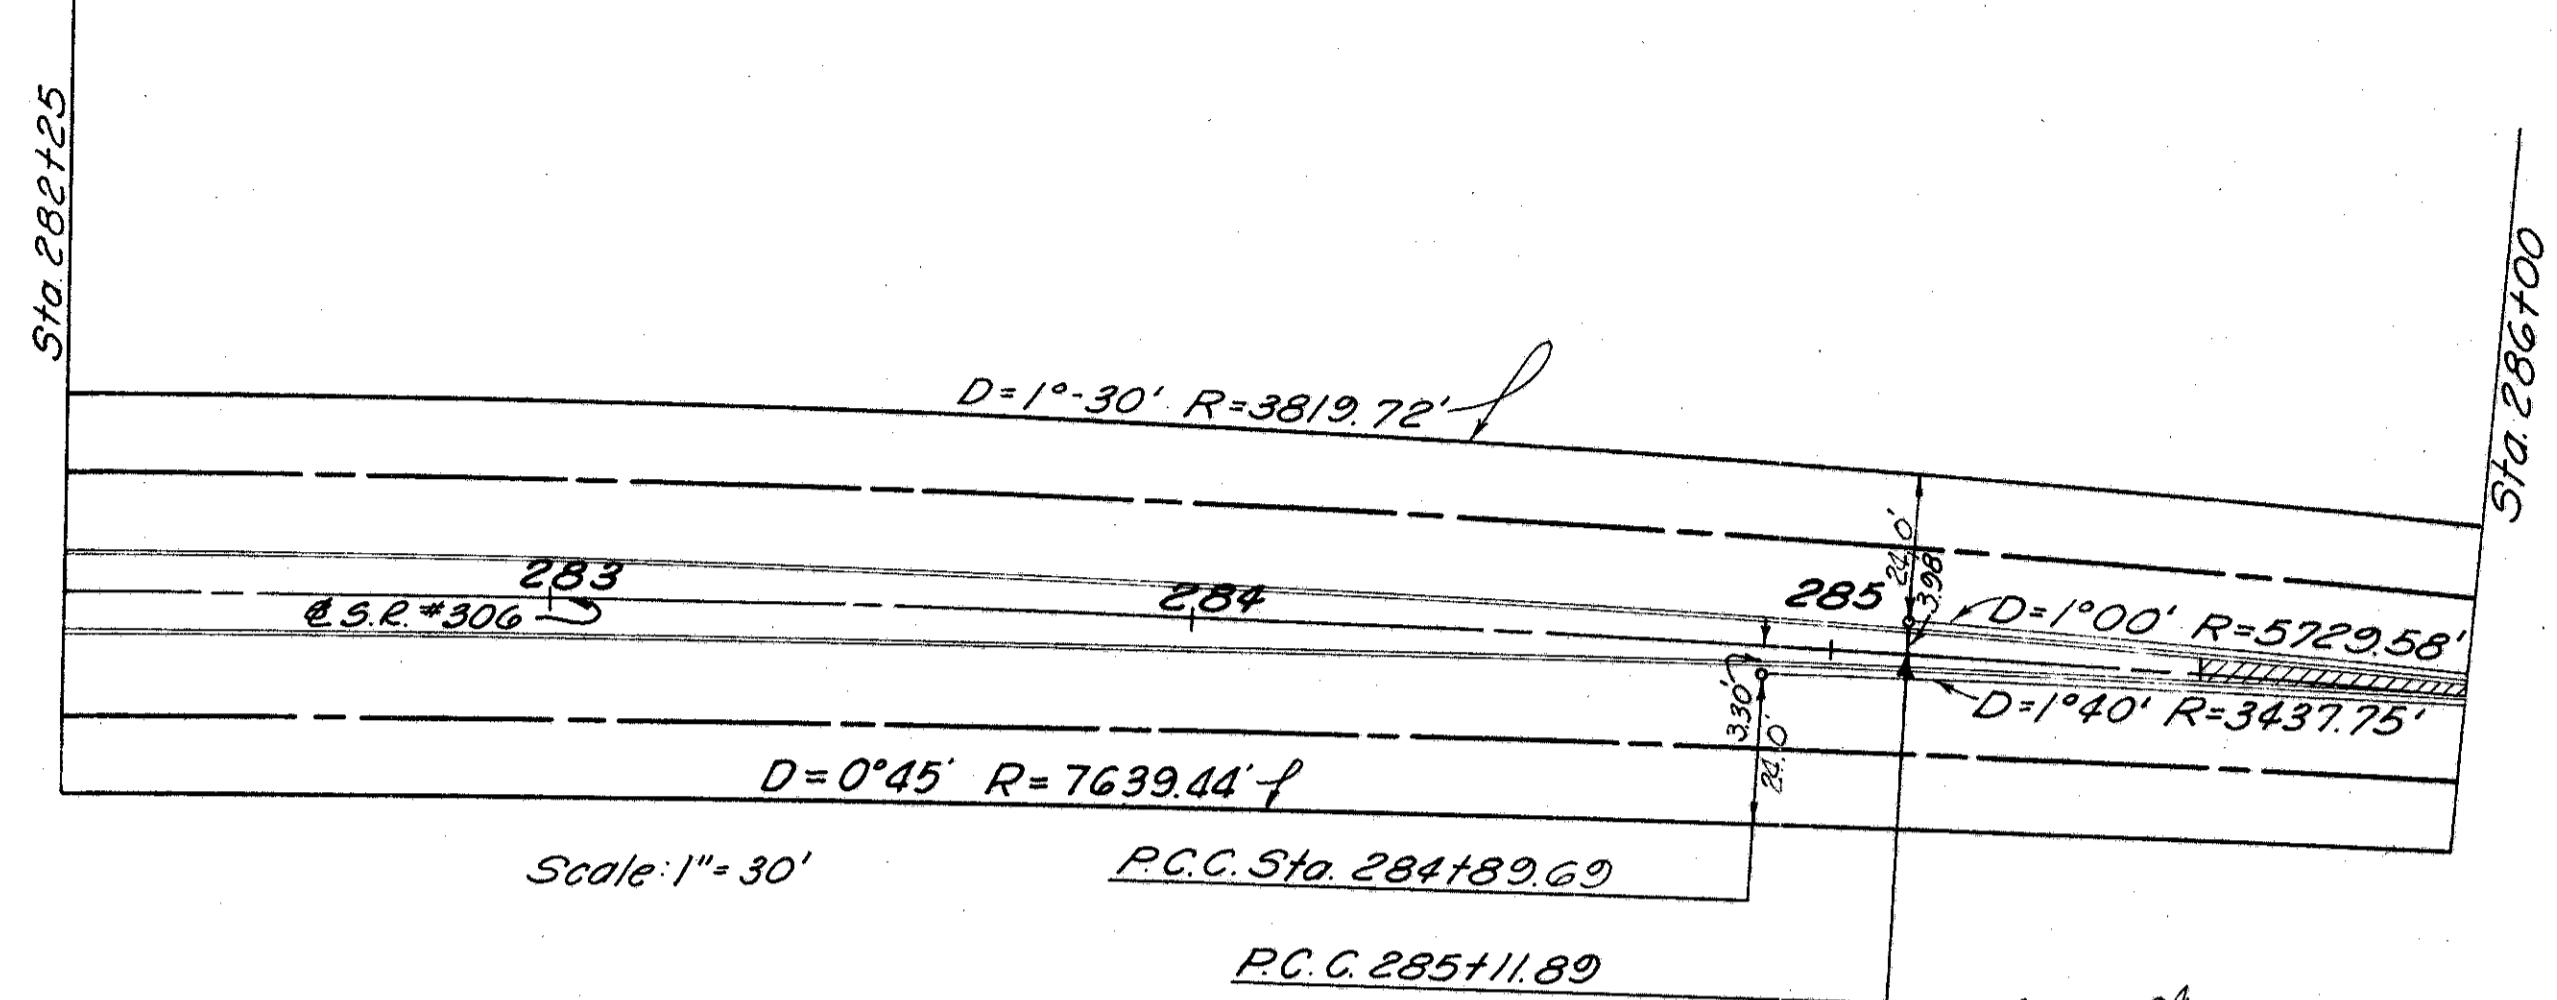 Sta. 282+25
Sta. 286+00
D=1°-30' R=3819.72'
283
284
285
℄ S.R. #306
24.0'
3.98'
D=1°00' R=5729.58'
D=1°40' R=3437.75'
3.30'
24.0'
D=0°45' R=7639.44'
Scale: 1"=30'
P.C.C. Sta. 284+89.69
P.C.C. 285+11.89